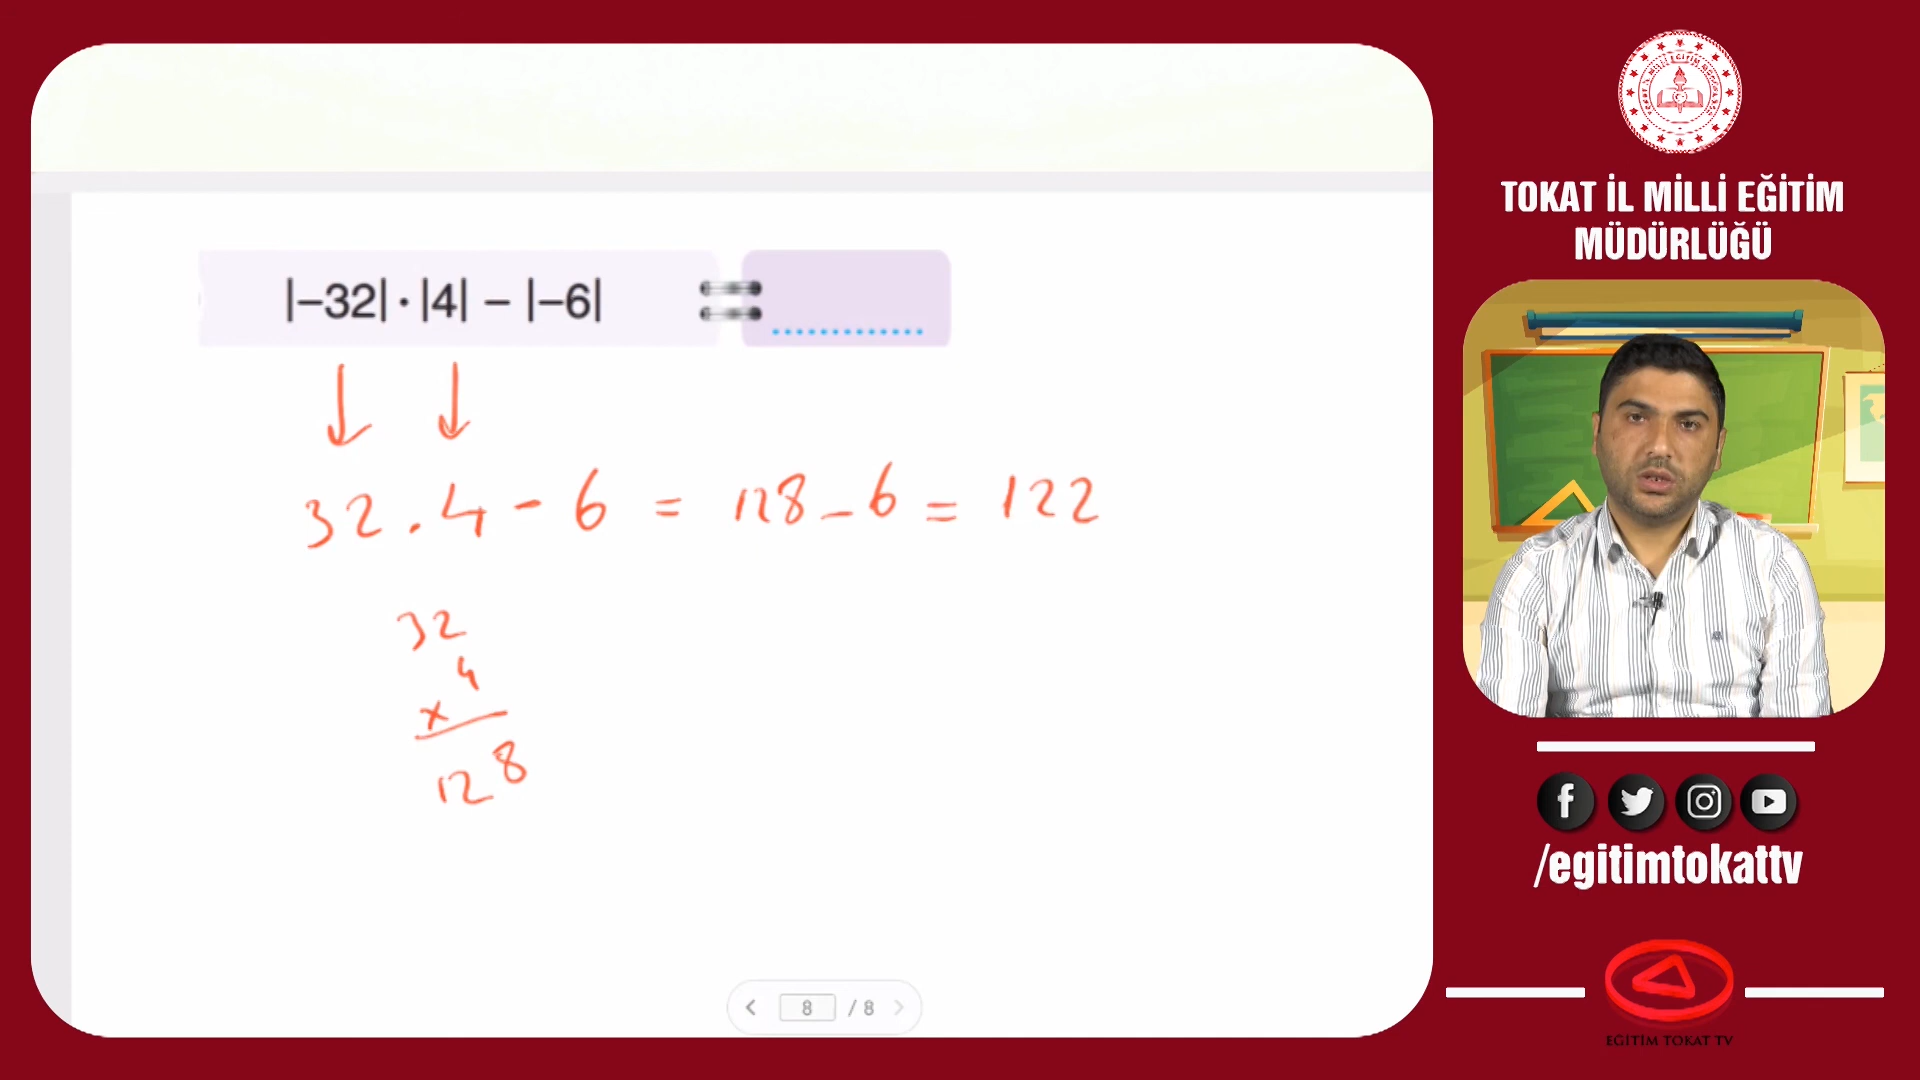 |−32| · |4| − |−6|
............
32 . 4 - 6 = 128 - 6 = 122
32
4
x
128
8 / 8
TOKAT İL MİLLİ EĞİTİM
MÜDÜRLÜĞÜ
/egitimtokattv
EĞİTİM TOKAT TV